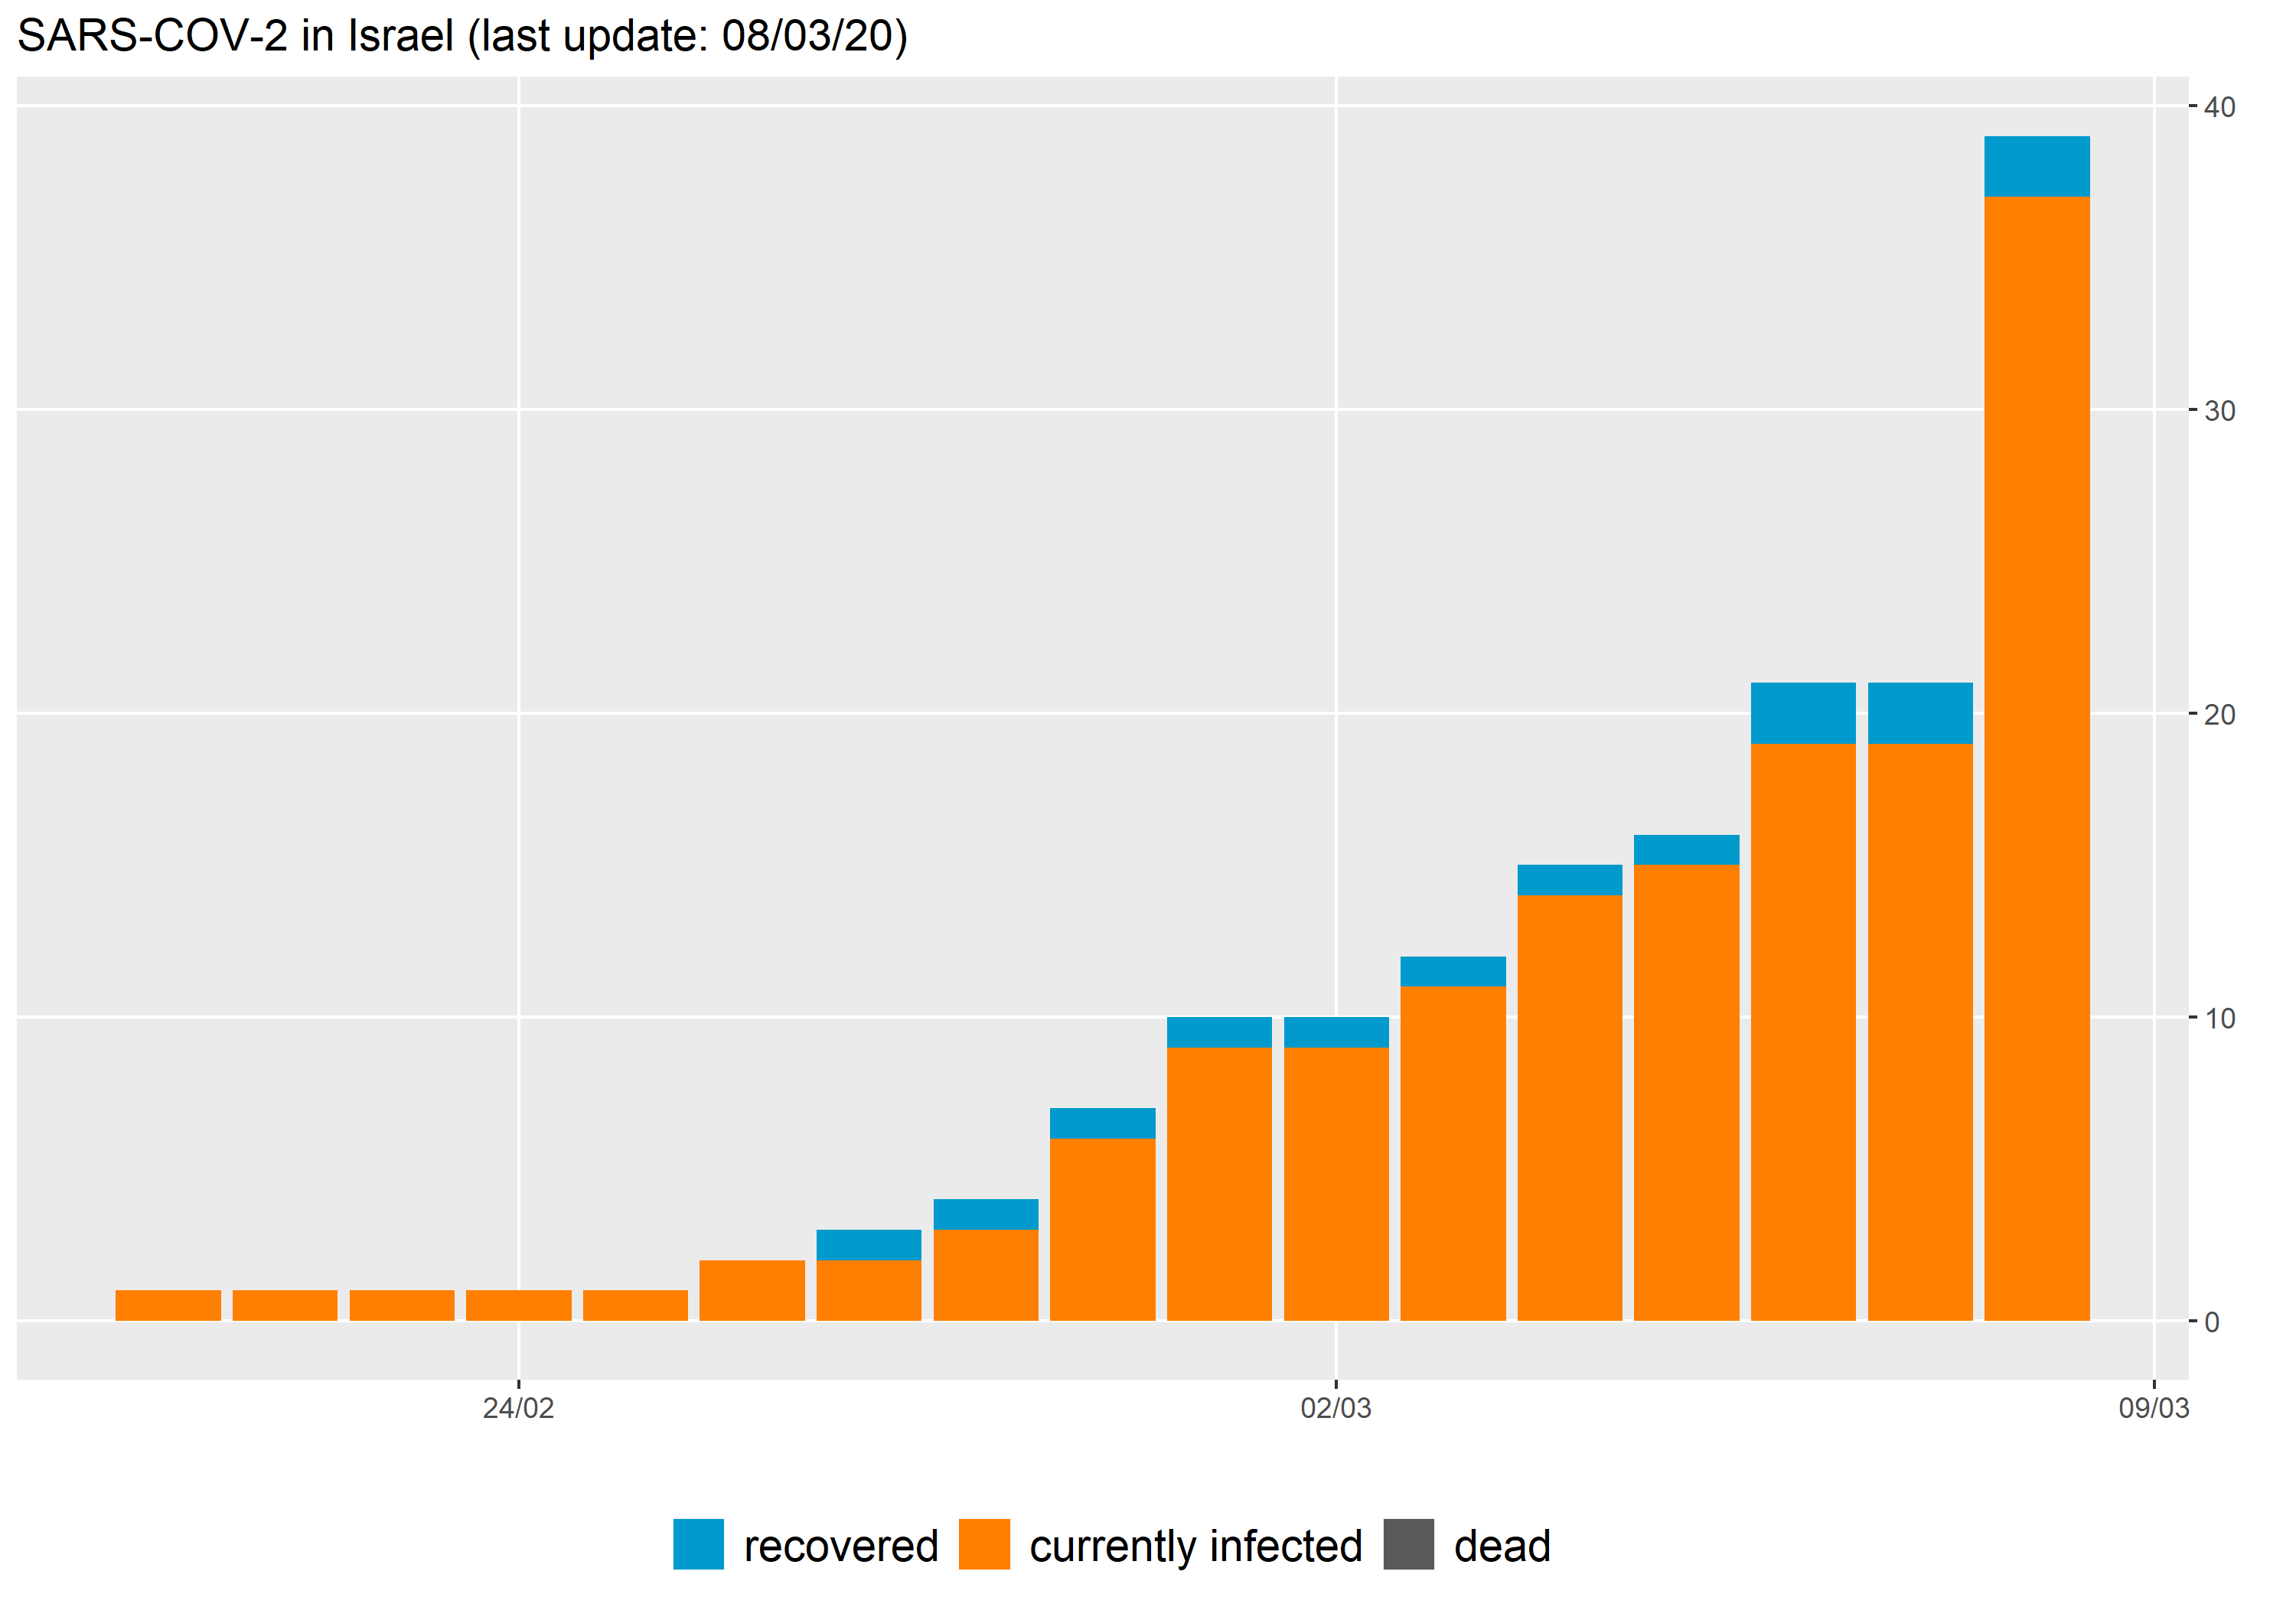 SARS-COV-2 in Israel (last update: 08/03/20)
40
30
20
10
0
24/02 02/03 09/03
recovered currently infected dead